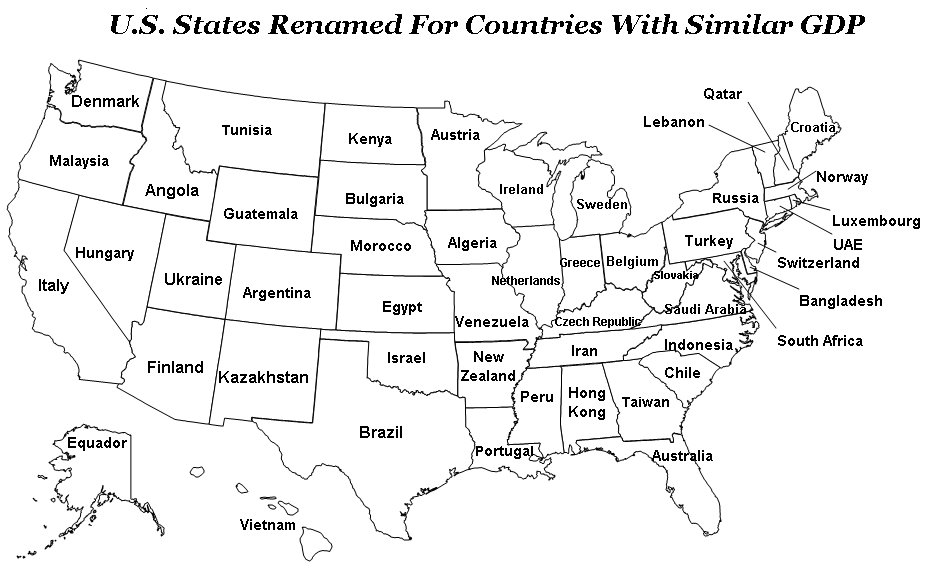 U.S. States Renamed For Countries With Similar GDP
Qatar
Lebanon
Denmark
Croatia
Tunisia
Kenya
Austria
Malaysia
Norway
Angola
Ireland
Sweden
Russia
Bulgaria
Guatemala
Luxembourg
UAE
Turkey
Morocco
Algeria
Hungary
Switzerland
Greece
Belgium
Slovakia
Ukraine
Netherlands
Italy
Argentina
Bangladesh
Egypt
Saudi Arabia
Venezuela
Czech Republic
South Africa
Indonesia
Iran
Israel
New
Zealand
Finland
Kazakhstan
Chile
Peru
Hong
Kong
Taiwan
Brazil
Equador
Portugal
Australia
Vietnam